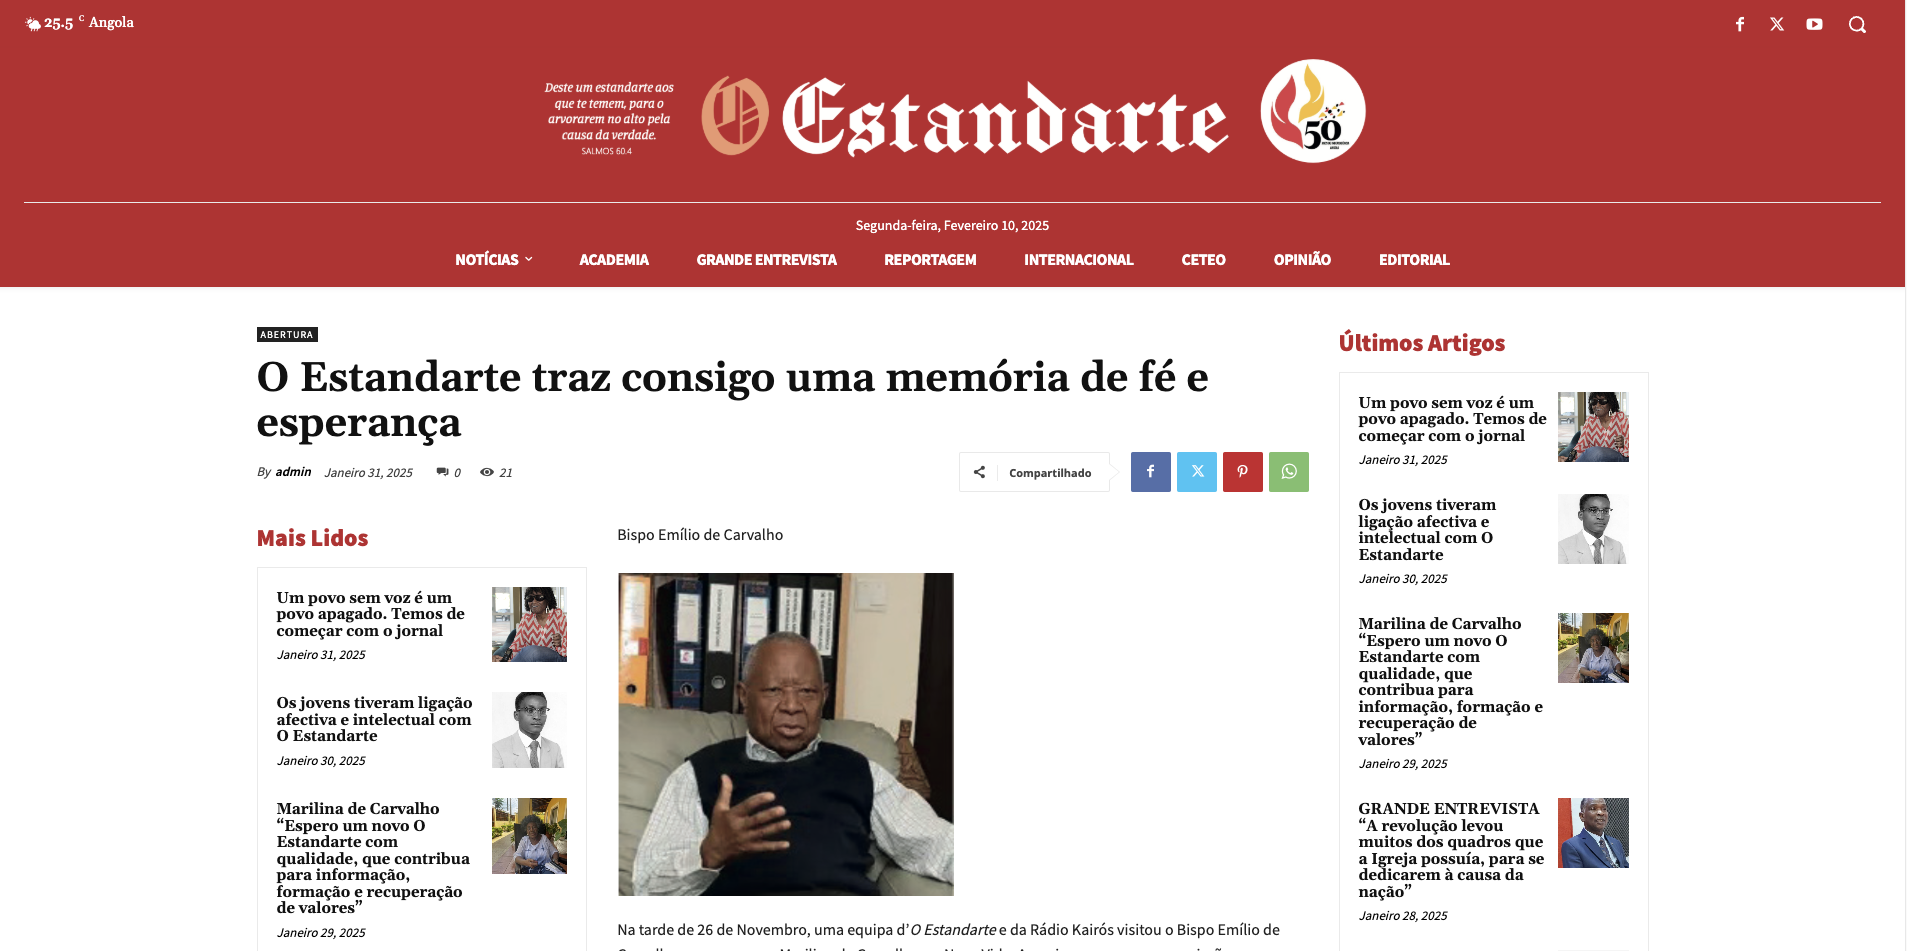 25.5 C Angola
Deste um estandarte aos
que te temem, para o
arvorarem no alto pela
causa da verdade.
SALMOS 60.4
O Estandarte
50
Segunda-feira, Fevereiro 10, 2025
NOTÍCIAS
ACADEMIA
GRANDE ENTREVISTA
REPORTAGEM
INTERNACIONAL
CETEO
OPINIÃO
EDITORIAL
ABERTURA
O Estandarte traz consigo uma memória de fé e
esperança
By admin Janeiro 31, 2025 0 21
Compartilhado
Mais Lidos
Um povo sem voz é um
povo apagado. Temos de
começar com o jornal
Janeiro 31, 2025
Os jovens tiveram ligação
afectiva e intelectual com
O Estandarte
Janeiro 30, 2025
Marilina de Carvalho
“Espero um novo O
Estandarte com
qualidade, que contribua
para informação,
formação e recuperação
de valores”
Janeiro 29, 2025
Bispo Emílio de Carvalho
Na tarde de 26 de Novembro, uma equipa d’O Estandarte e da Rádio Kairós visitou o Bispo Emílio de
Últimos Artigos
Um povo sem voz é um
povo apagado. Temos de
começar com o jornal
Janeiro 31, 2025
Os jovens tiveram
ligação afectiva e
intelectual com O
Estandarte
Janeiro 30, 2025
Marilina de Carvalho
“Espero um novo O
Estandarte com
qualidade, que
contribua para
informação, formação e
recuperação de
valores”
Janeiro 29, 2025
GRANDE ENTREVISTA
“A revolução levou
muitos dos quadros que
a Igreja possuía, para se
dedicarem à causa da
nação”
Janeiro 28, 2025